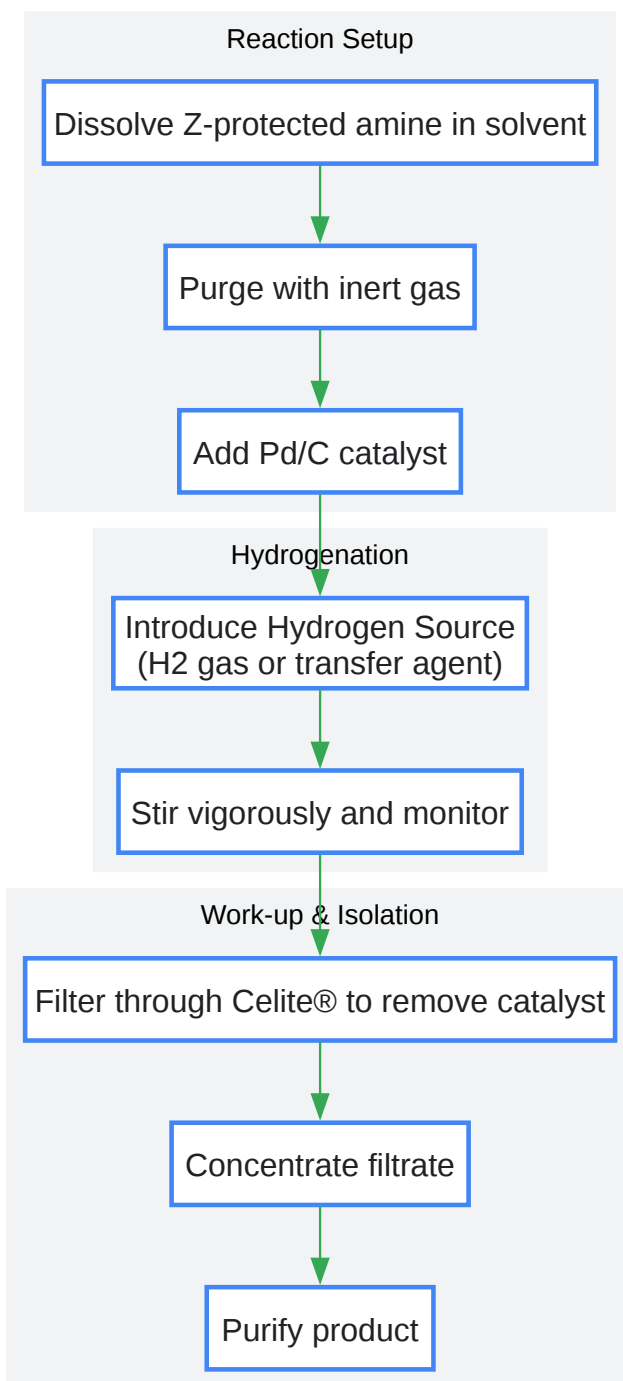 Reaction Setup
Dissolve Z-protected amine in solvent
Purge with inert gas
Add Pd/C catalyst
Hydrogenation
Introduce Hydrogen Source
(H2 gas or transfer agent)
Stir vigorously and monitor
Work-up & Isolation
Filter through Celite® to remove catalyst
Concentrate filtrate
Purify product